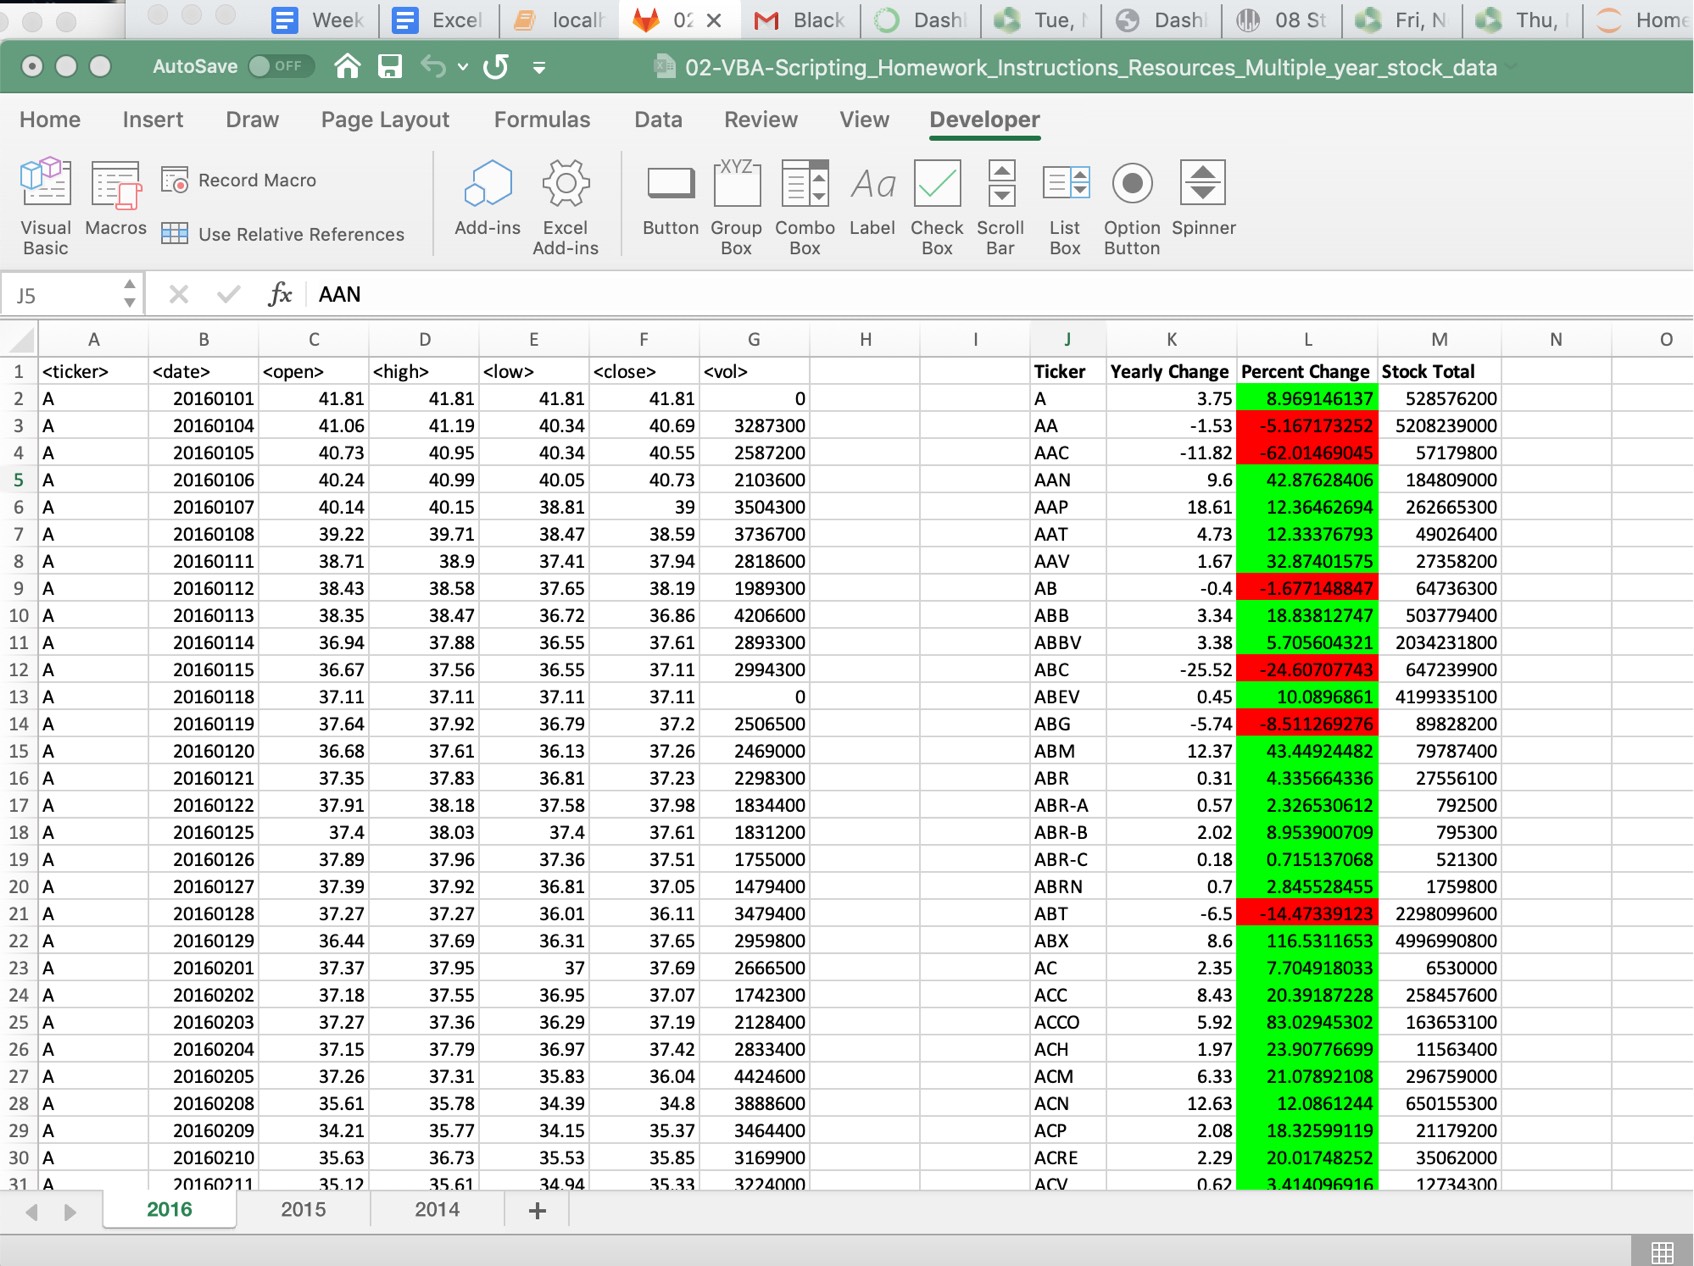 Week Excel localh 02 Black Dash Tue, Dash 08 St Fri, N Thu, Home
AutoSave OFF 02-VBA-Scripting_Homework_Instructions_Resources_Multiple_year_stock_data
Home Insert Draw Page Layout Formulas Data Review View Developer
Visual Basic Macros Record Macro Use Relative References Add-ins Excel Add-ins Button XYZ Group Box Combo Box Aa Label Check Box Scroll Bar List Box Option Button Spinner
J5 fx AAN
A B C D E F G H I J K L M N O
1 <ticker> <date> <open> <high> <low> <close> <vol> Ticker Yearly Change Percent Change Stock Total
2 A 20160101 41.81 41.81 41.81 41.81 0 A 3.75 8.969146137 528576200
3 A 20160104 41.06 41.19 40.34 40.69 3287300 AA -1.53 -5.167173252 5208239000
4 A 20160105 40.73 40.95 40.34 40.55 2587200 AAC -11.82 -62.01469045 57179800
5 A 20160106 40.24 40.99 40.05 40.73 2103600 AAN 9.6 42.87628406 184809000
6 A 20160107 40.14 40.15 38.81 39 3504300 AAP 18.61 12.36462694 262665300
7 A 20160108 39.22 39.71 38.47 38.59 3736700 AAT 4.73 12.33376793 49026400
8 A 20160111 38.71 38.9 37.41 37.94 2818600 AAV 1.67 32.87401575 27358200
9 A 20160112 38.43 38.58 37.65 38.19 1989300 AB -0.4 -1.677148847 64736300
10 A 20160113 38.35 38.47 36.72 36.86 4206600 ABB 3.34 18.83812747 503779400
11 A 20160114 36.94 37.88 36.55 37.61 2893300 ABBV 3.38 5.705604321 2034231800
12 A 20160115 36.67 37.56 36.55 37.11 2994300 ABC -25.52 -24.60707743 647239900
13 A 20160118 37.11 37.11 37.11 37.11 0 ABEV 0.45 10.0896861 4199335100
14 A 20160119 37.64 37.92 36.79 37.2 2506500 ABG -5.74 -8.511269276 89828200
15 A 20160120 36.68 37.61 36.13 37.26 2469000 ABM 12.37 43.44924482 79787400
16 A 20160121 37.35 37.83 36.81 37.23 2298300 ABR 0.31 4.335664336 27556100
17 A 20160122 37.91 38.18 37.58 37.98 1834400 ABR-A 0.57 2.326530612 792500
18 A 20160125 37.4 38.03 37.4 37.61 1831200 ABR-B 2.02 8.953900709 795300
19 A 20160126 37.89 37.96 37.36 37.51 1755000 ABR-C 0.18 0.715137068 521300
20 A 20160127 37.39 37.92 36.81 37.05 1479400 ABRN 0.7 2.845528455 1759800
21 A 20160128 37.27 37.27 36.01 36.11 3479400 ABT -6.5 -14.47339123 2298099600
22 A 20160129 36.44 37.69 36.31 37.65 2959800 ABX 8.6 116.5311653 4996990800
23 A 20160201 37.37 37.95 37 37.69 2666500 AC 2.35 7.704918033 6530000
24 A 20160202 37.18 37.55 36.95 37.07 1742300 ACC 8.43 20.39187228 258457600
25 A 20160203 37.27 37.36 36.29 37.19 2128400 ACCO 5.92 83.02945302 163653100
26 A 20160204 37.15 37.79 36.97 37.42 2833400 ACH 1.97 23.90776699 11563400
27 A 20160205 37.26 37.31 35.83 36.04 4424600 ACM 6.33 21.07892108 296759000
28 A 20160208 35.61 35.78 34.39 34.8 3888600 ACN 12.63 12.0861244 650155300
29 A 20160209 34.21 35.77 34.15 35.37 3464400 ACP 2.08 18.32599119 21179200
30 A 20160210 35.63 36.73 35.53 35.85 3169900 ACRE 2.29 20.01748252 35062000
31 A 20160211 35.12 35.61 34.94 35.33 3224000 ACV 0.62 3.414096916 12734300
2016 2015 2014 +